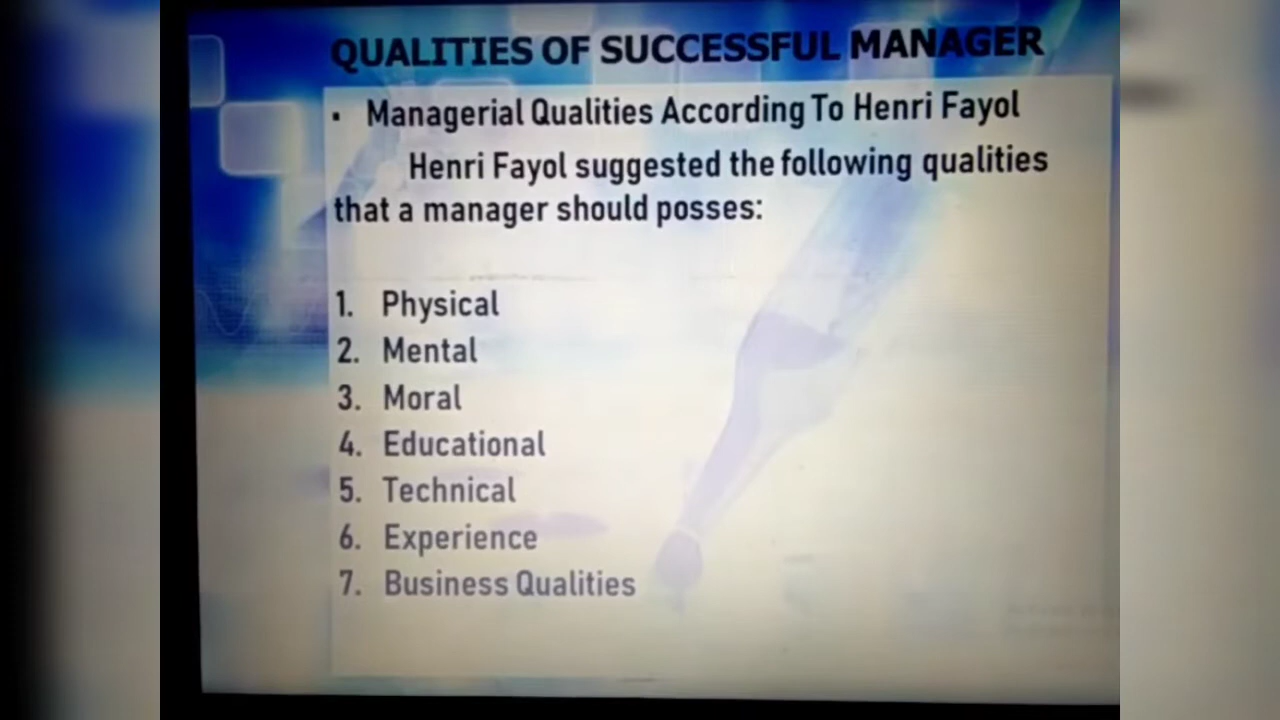 QUALITIES OF SUCCESSFUL MANAGER
▪ Managerial Qualities According To Henri Fayol
Henri Fayol suggested the following qualities
that a manager should posses:
1. Physical
2. Mental
3. Moral
4. Educational
5. Technical
6. Experience
7. Business Qualities